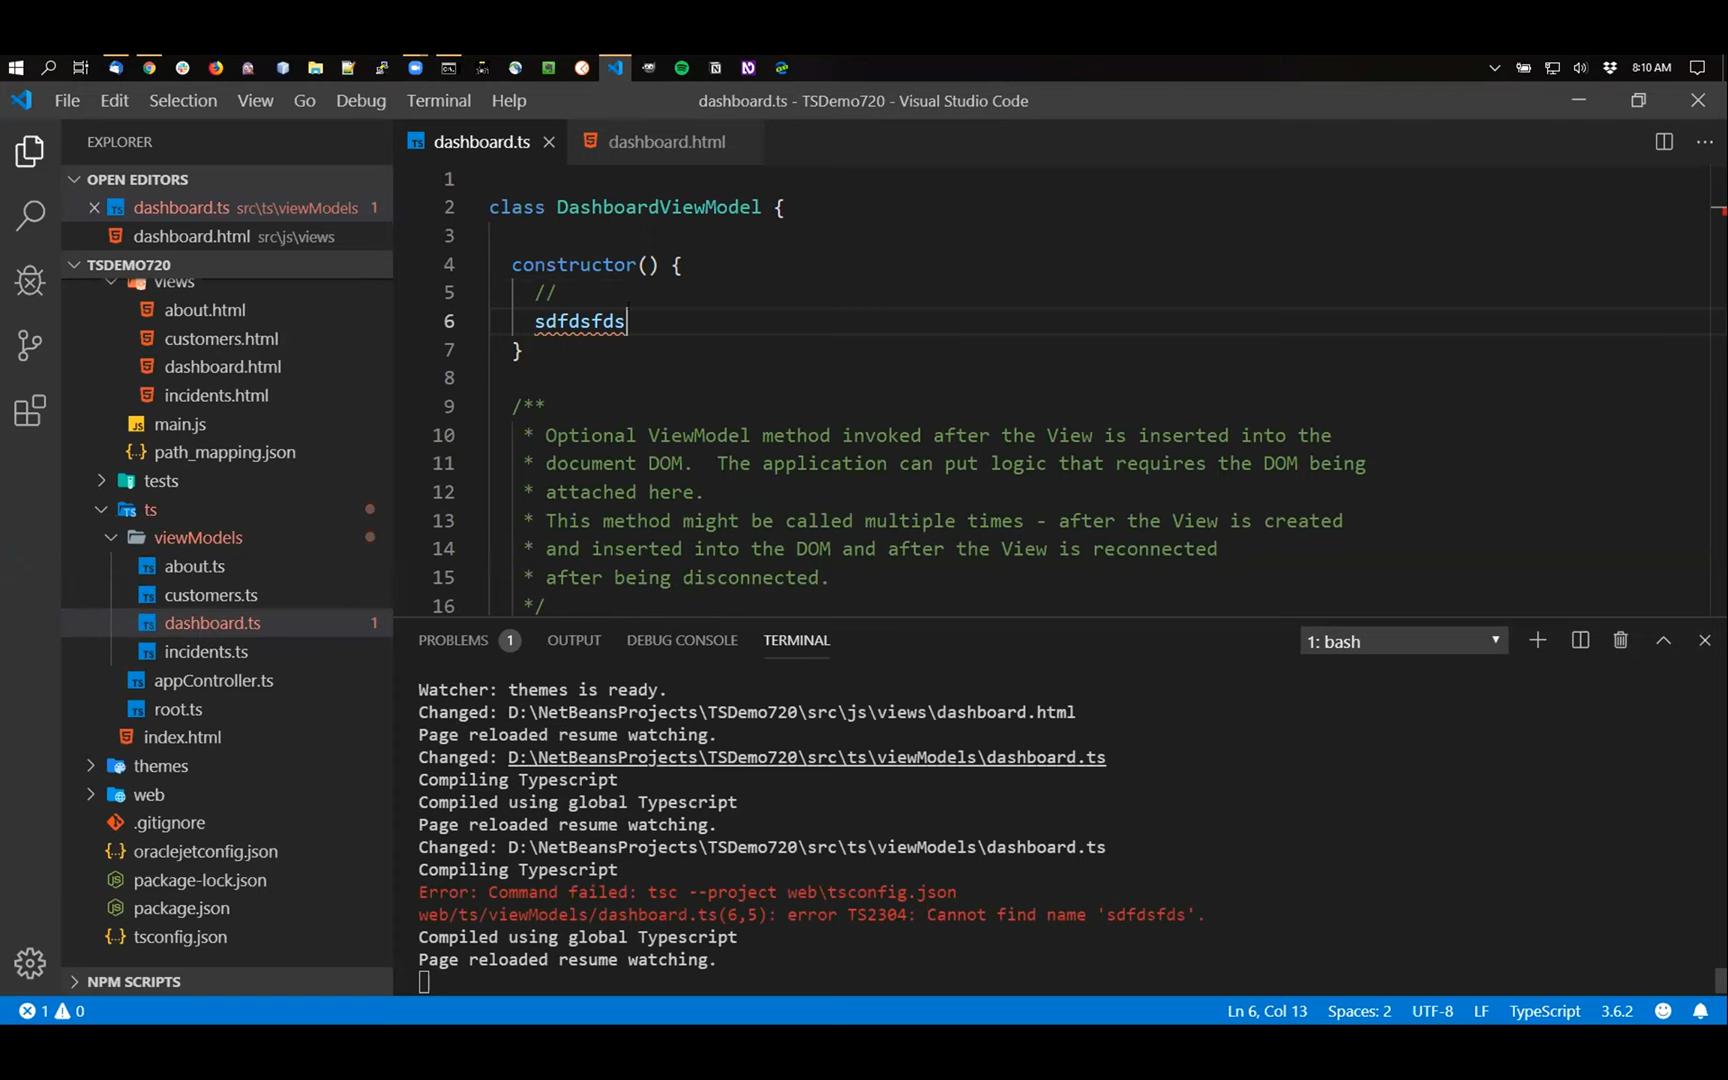 8:10 AM
File Edit Selection View Go Debug Terminal Help
dashboard.ts - TSDemo720 - Visual Studio Code
EXPLORER
OPEN EDITORS
dashboard.ts src\ts\viewModels 1
dashboard.html src\js\views
TSDEMO720
views
about.html
customers.html
dashboard.html
incidents.html
main.js
path_mapping.json
tests
ts
viewModels
about.ts
customers.ts
dashboard.ts 1
incidents.ts
appController.ts
root.ts
index.html
themes
web
.gitignore
oraclejetconfig.json
package-lock.json
package.json
tsconfig.json
NPM SCRIPTS
dashboard.ts dashboard.html
1
2 class DashboardViewModel {
3
4 constructor() {
5 //
6 sdfdsfds
7 }
8
9 /**
10 * Optional ViewModel method invoked after the View is inserted into the
11 * document DOM.  The application can put logic that requires the DOM being
12 * attached here.
13 * This method might be called multiple times - after the View is created
14 * and inserted into the DOM and after the View is reconnected
15 * after being disconnected.
16 */
PROBLEMS 1 OUTPUT DEBUG CONSOLE TERMINAL 1: bash
Watcher: themes is ready.
Changed: D:\NetBeansProjects\TSDemo720\src\js\views\dashboard.html
Page reloaded resume watching.
Changed: D:\NetBeansProjects\TSDemo720\src\ts\viewModels\dashboard.ts
Compiling Typescript
Compiled using global Typescript
Page reloaded resume watching.
Changed: D:\NetBeansProjects\TSDemo720\src\ts\viewModels\dashboard.ts
Compiling Typescript
Error: Command failed: tsc --project web\tsconfig.json
web/ts/viewModels/dashboard.ts(6,5): error TS2304: Cannot find name 'sdfdsfds'.
Compiled using global Typescript
Page reloaded resume watching.
1 0 Ln 6, Col 13 Spaces: 2 UTF-8 LF TypeScript 3.6.2